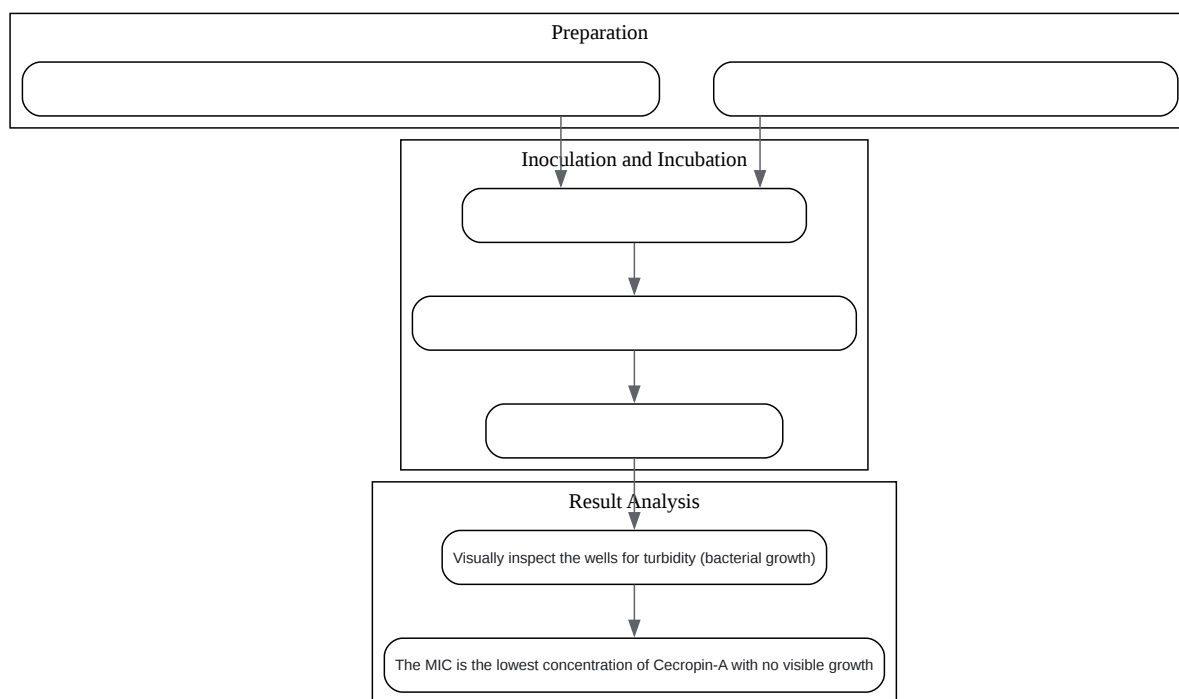 Preparation
Inoculation and Incubation
Result Analysis
Visually inspect the wells for turbidity (bacterial growth)
The MIC is the lowest concentration of Cecropin-A with no visible growth